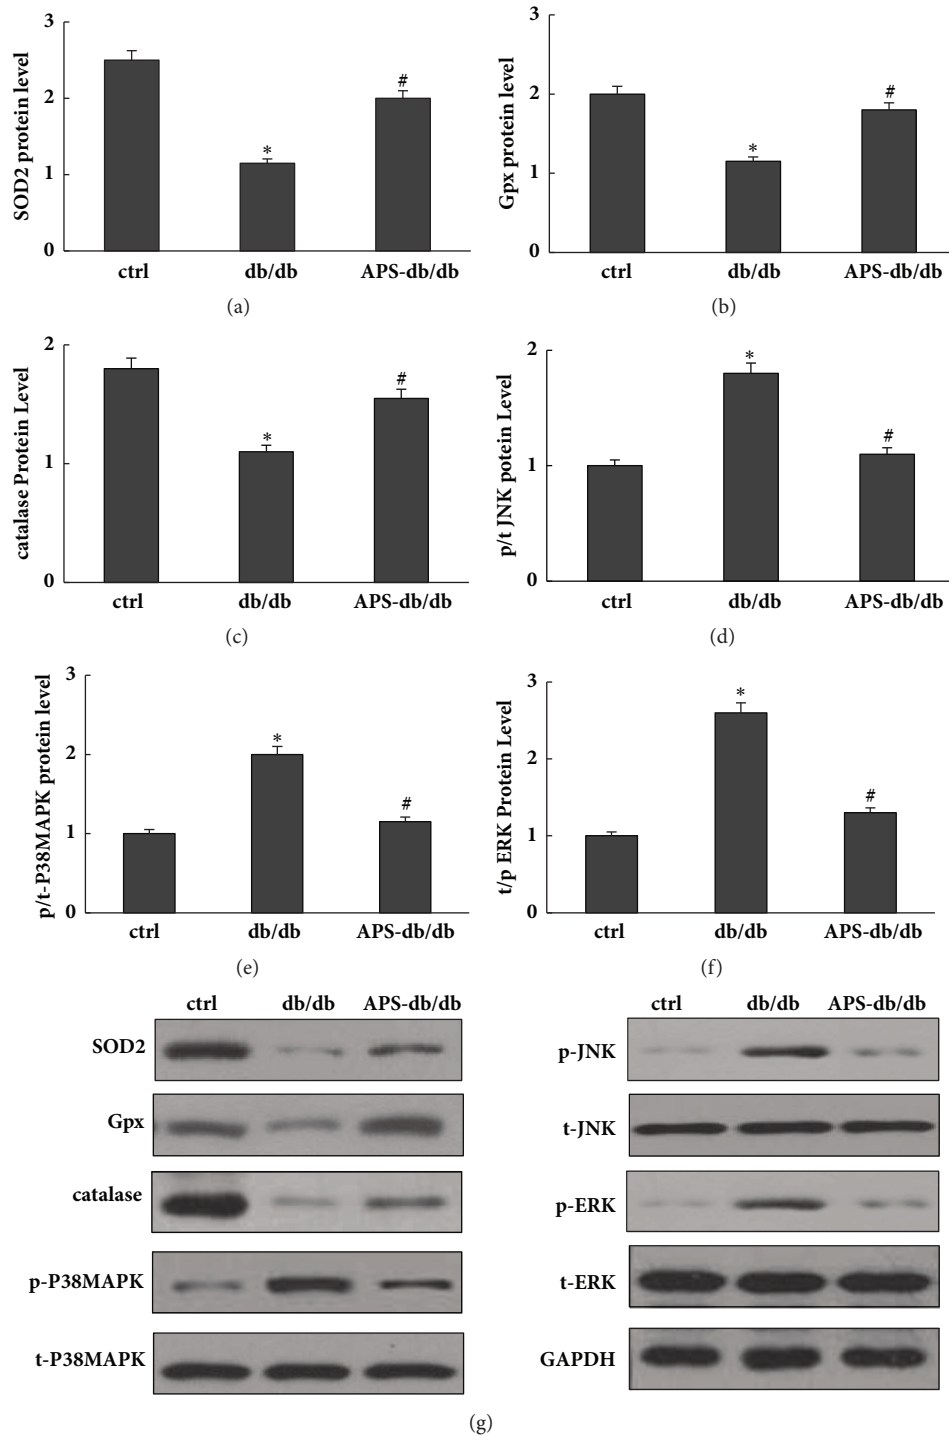 SOD2 protein level
3
2
1
0
*
#
ctrl db/db APS-db/db
(a)
Gpx protein level
3
2
1
0
*
#
ctrl db/db APS-db/db
(b)
catalase Protein Level
2
1
0
*
#
ctrl db/db APS-db/db
(c)
p/t JNK potein Level
2
1
0
*
#
ctrl db/db APS-db/db
(d)
p/t-P38MAPK protein level
3
2
1
0
*
#
ctrl db/db APS-db/db
(e)
t/p ERK Protein Level
3
2
1
0
*
#
ctrl db/db APS-db/db
(f)
ctrl db/db APS-db/db
SOD2
Gpx
catalase
p-P38MAPK
t-P38MAPK
ctrl db/db APS-db/db
p-JNK
t-JNK
p-ERK
t-ERK
GAPDH
(g)